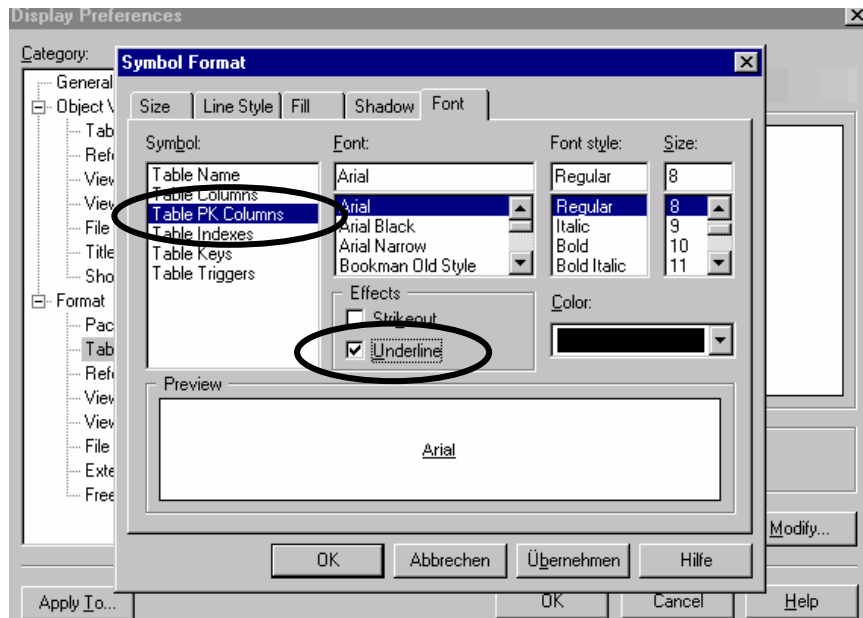 Display Preferences
Category:
General
Object V
Tab
Refe
View
View
File
Title
Sho
Format
Pac
Tab
Refe
View
View
File
Exte
Free
Symbol Format
Size Line Style Fill Shadow Font
Symbol:
Table Name
Table Columns
Table PK Columns
Table Indexes
Table Keys
Table Triggers
Font:
Arial
Arial
Arial Black
Arial Narrow
Bookman Old Style
Font style:
Regular
Regular
Italic
Bold
Bold Italic
Size:
8
8
9
10
11
Effects
Strikeout
Underline
Color:
Preview
Arial
OK Abbrechen Übernehmen Hilfe
Modify...
Apply To... OK Cancel Help